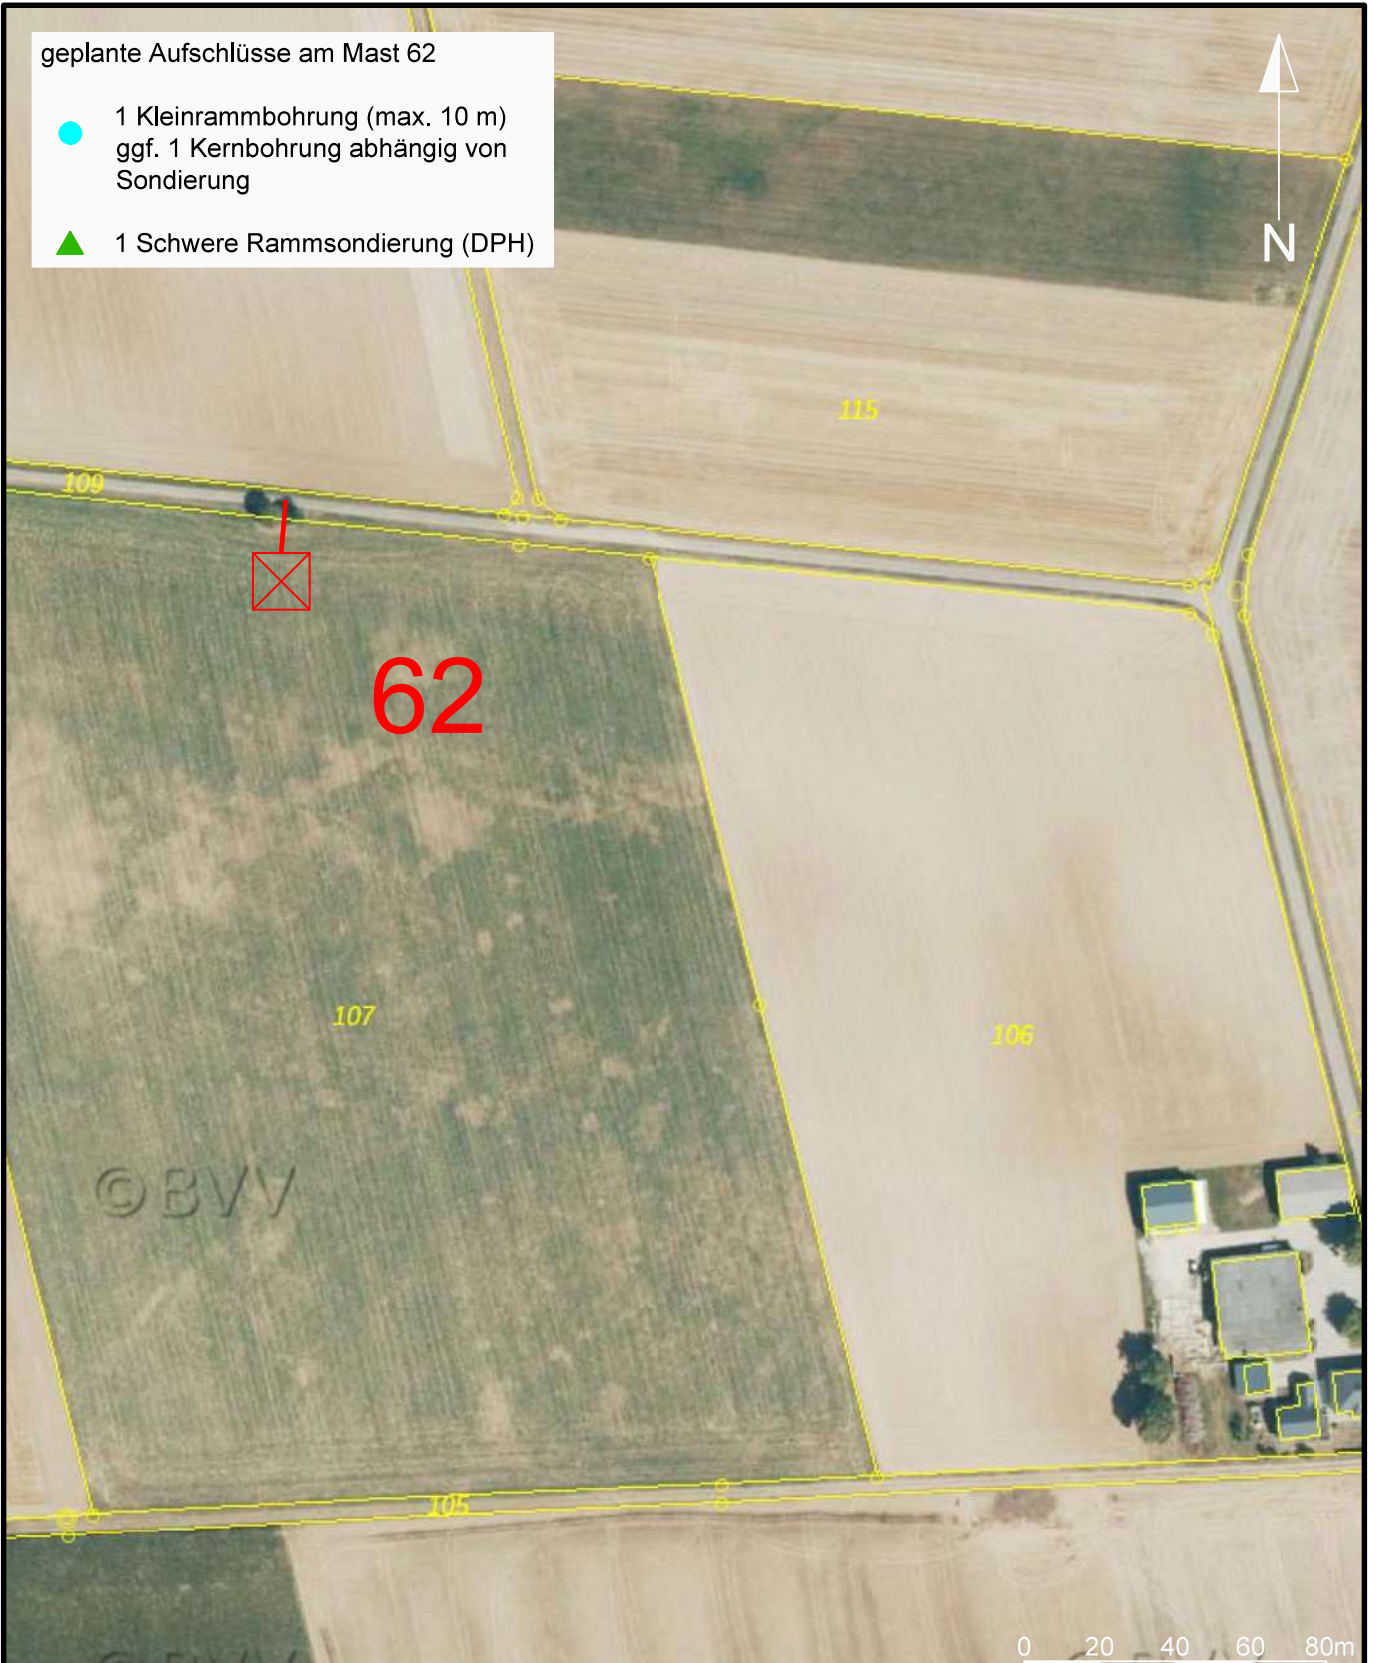 geplante Aufschlüsse am Mast 62
1 Kleinrammbohrung (max. 10 m)
ggf. 1 Kernbohrung abhängig von
Sondierung
1 Schwere Rammsondierung (DPH)
N
115
109
62
107
106
©BVV
105
0 20 40 60 80m